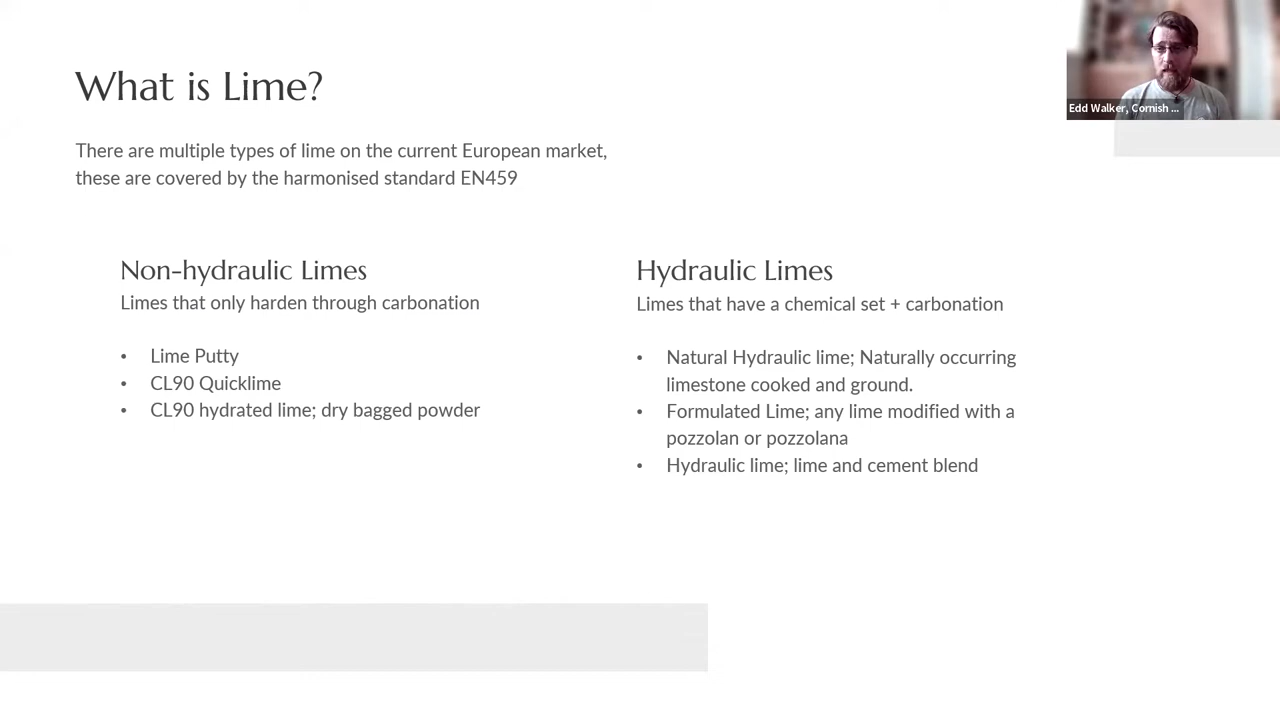 What is Lime?
There are multiple types of lime on the current European market,
these are covered by the harmonised standard EN459
Non-hydraulic Limes
Limes that only harden through carbonation
• Lime Putty
• CL90 Quicklime
• CL90 hydrated lime; dry bagged powder
Hydraulic Limes
Limes that have a chemical set + carbonation
• Natural Hydraulic lime; Naturally occurring
limestone cooked and ground.
• Formulated Lime; any lime modified with a
pozzolan or pozzolana
• Hydraulic lime; lime and cement blend
Edd Walker, Cornish ...